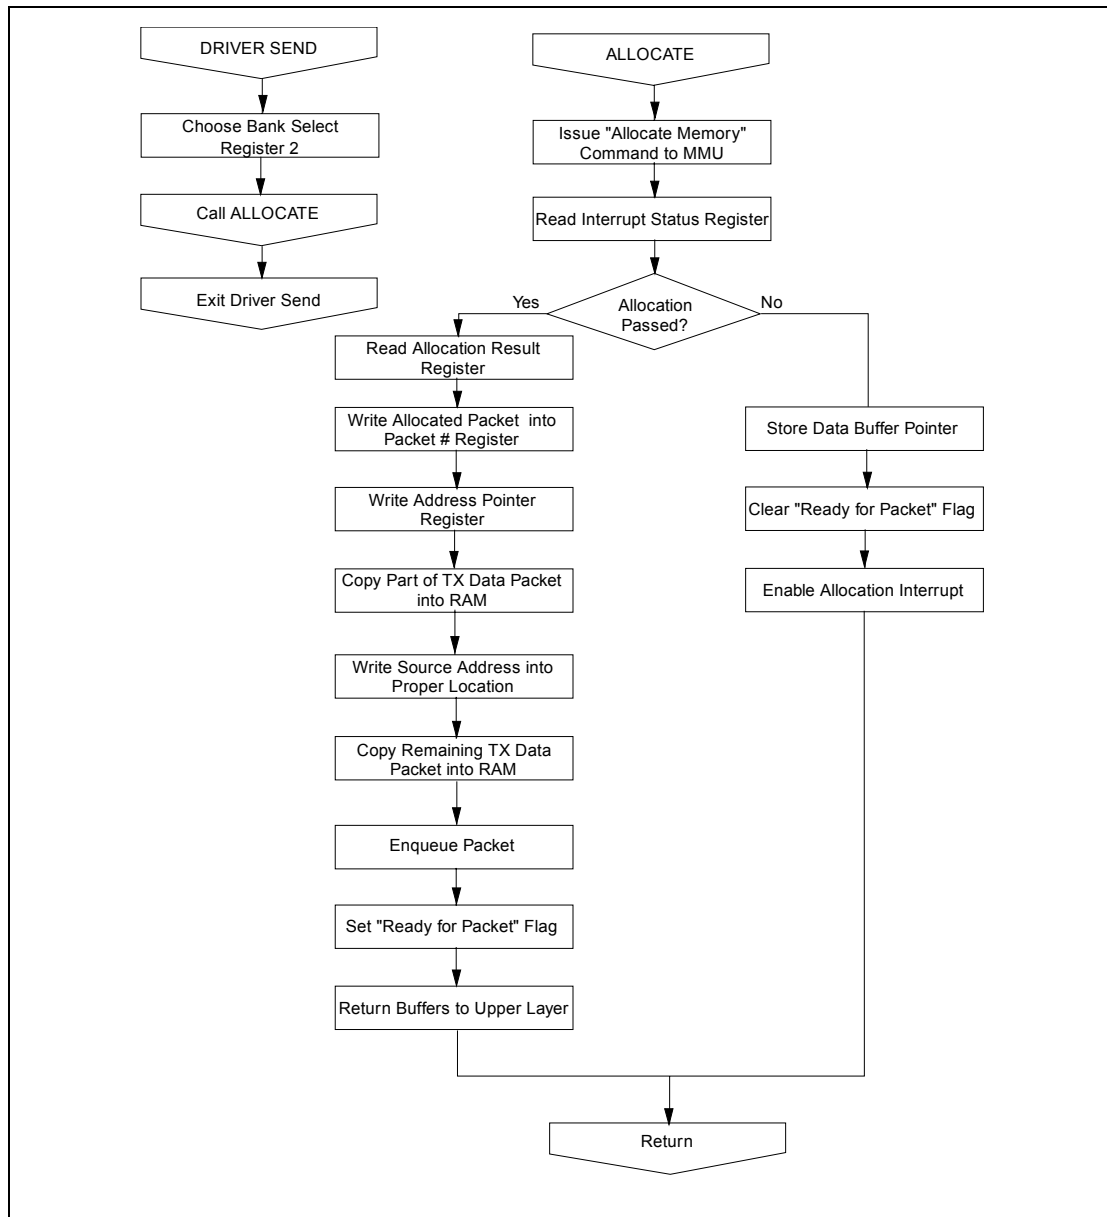 DRIVER SEND
Choose Bank Select
Register 2
Call ALLOCATE
Exit Driver Send
ALLOCATE
Issue "Allocate Memory"
Command to MMU
Read Interrupt Status Register
Allocation
Passed?
Yes
No
Read Allocation Result
Register
Write Allocated Packet into
Packet # Register
Write Address Pointer
Register
Copy Part of TX Data Packet
into RAM
Write Source Address into
Proper Location
Copy Remaining TX Data
Packet into RAM
Enqueue Packet
Set "Ready for Packet" Flag
Return Buffers to Upper Layer
Store Data Buffer Pointer
Clear "Ready for Packet" Flag
Enable Allocation Interrupt
Return